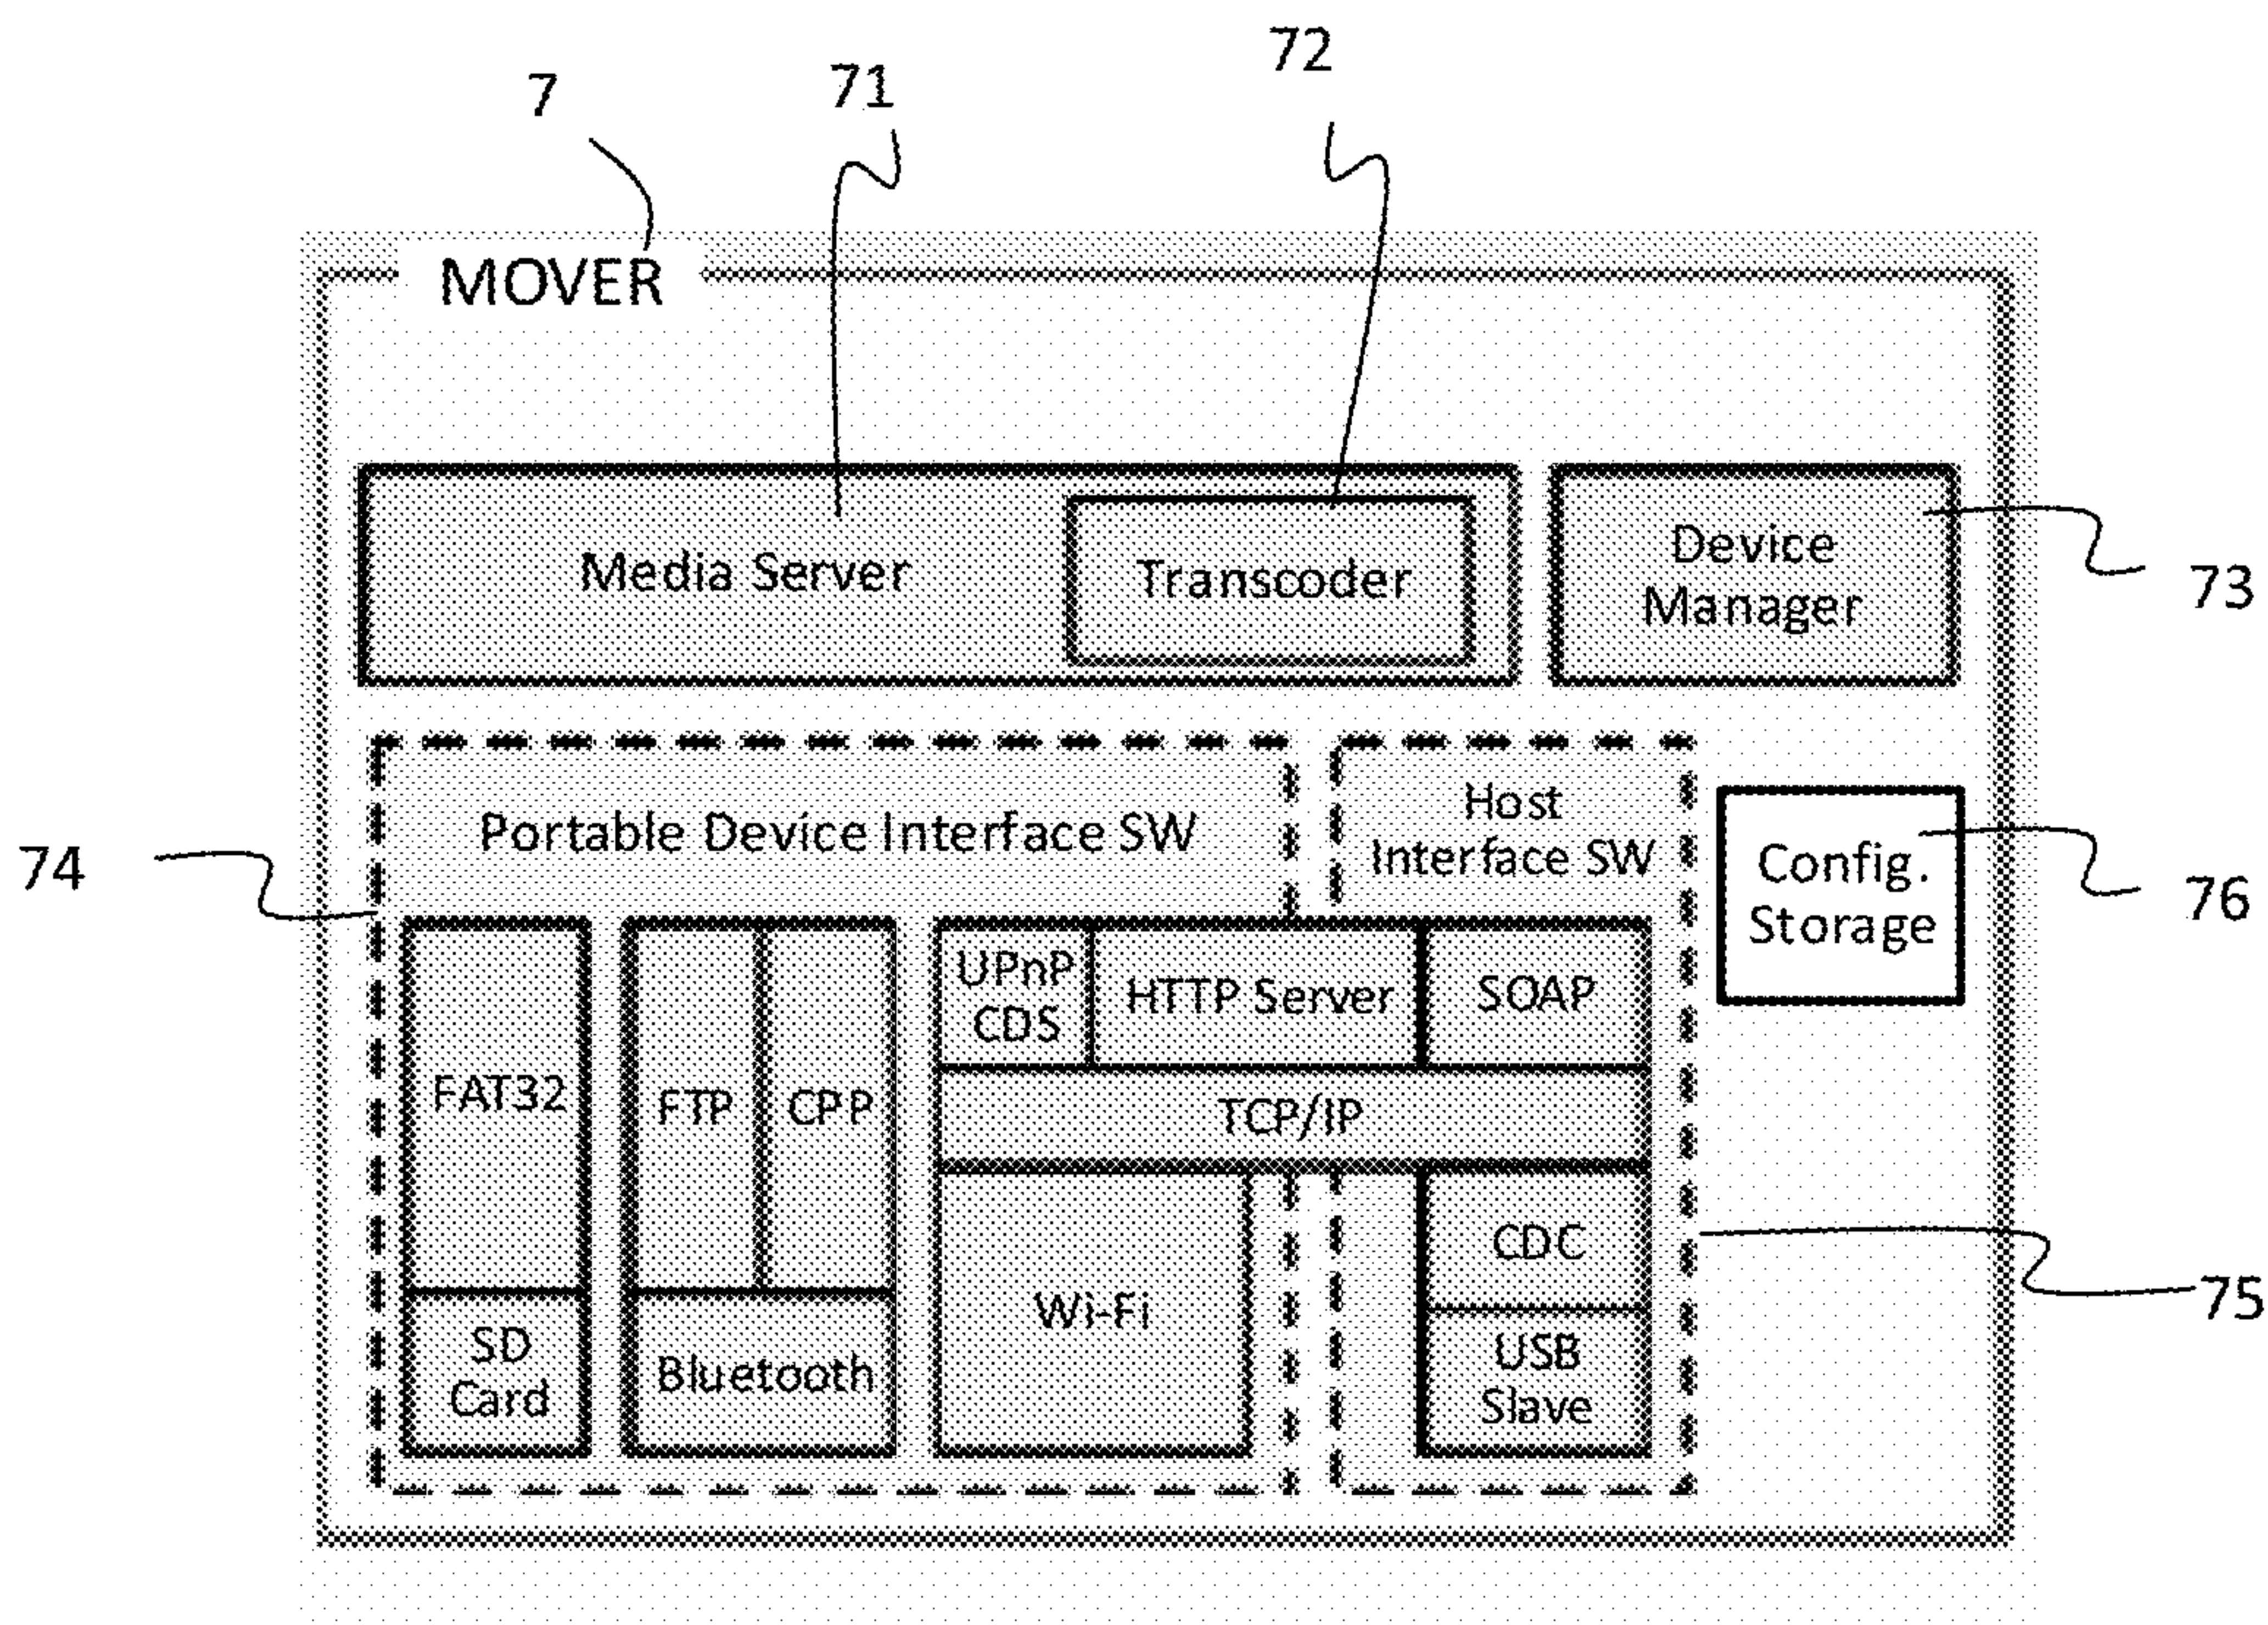 7
71
72
MOVER
Media Server
Transcoder
Device
Manager
73
74
Portable Device Interface SW
Host
Interface SW
Config.
Storage
76
FAT32
FTP
CPP
UPnP
CDS
HTTP Server
SOAP
TCP/IP
SD
Card
Bluetooth
Wi-Fi
CDC
USB
Slave
75